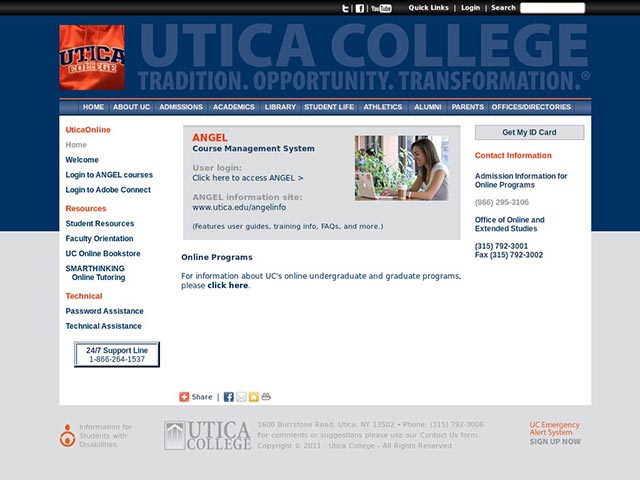 You Tube
Quick Links | Login | Search
UTICA
COLLEGE
UTICA COLLEGE
TRADITION. OPPORTUNITY. TRANSFORMATION.®
HOME
ABOUT UC
ADMISSIONS
ACADEMICS
LIBRARY
STUDENT LIFE
ATHLETICS
ALUMNI
PARENTS
OFFICES/DIRECTORIES
UticaOnline
Home
Welcome
Login to ANGEL courses
Login to Adobe Connect
Resources
Student Resources
Faculty Orientation
UC Online Bookstore
SMARTHINKING
Online Tutoring
Technical
Password Assistance
Technical Assistance
24/7 Support Line
1-866-264-1537
ANGEL
Course Management System
User login:
Click here to access ANGEL >
ANGEL information site:
www.utica.edu/angelinfo
(Features user guides, training info, FAQs, and more.)
Online Programs
For information about UC's online undergraduate and graduate programs,
please click here.
Share |
Get My ID Card
Contact Information
Admission Information for
Online Programs
(866) 295-3106
Office of Online and
Extended Studies
(315) 792-3001
Fax (315) 792-3002
Information for
Students with
Disabilities
UTICA
COLLEGE
1600 Burrstone Road, Utica, NY 13502 • Phone: (315) 792-3006
For comments or suggestions please use our Contact Us form.
Copyright © 2011 - Utica College - All Rights Reserved
UC Emergency
Alert System
SIGN UP NOW